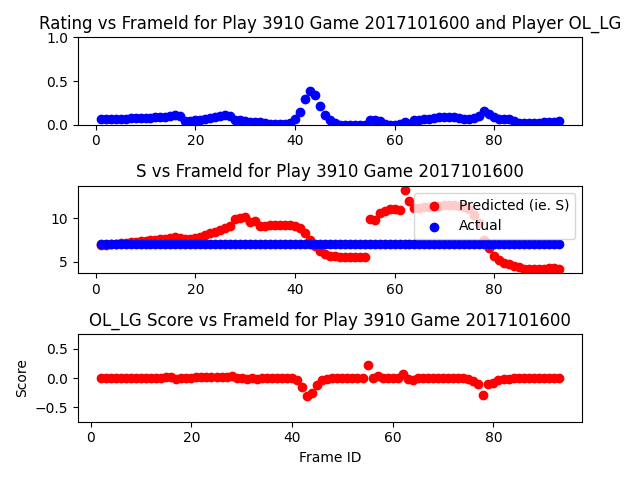 Rating vs FrameId for Play 3910 Game 2017101600 and Player OL_LG
1.0
0.5
0.0
0 20 40 60 80
S vs FrameId for Play 3910 Game 2017101600
10
5
Predicted (ie. S)
Actual
0 20 40 60 80
OL_LG Score vs FrameId for Play 3910 Game 2017101600
Score
0.5
0.0
−0.5
0 20 40 60 80
Frame ID